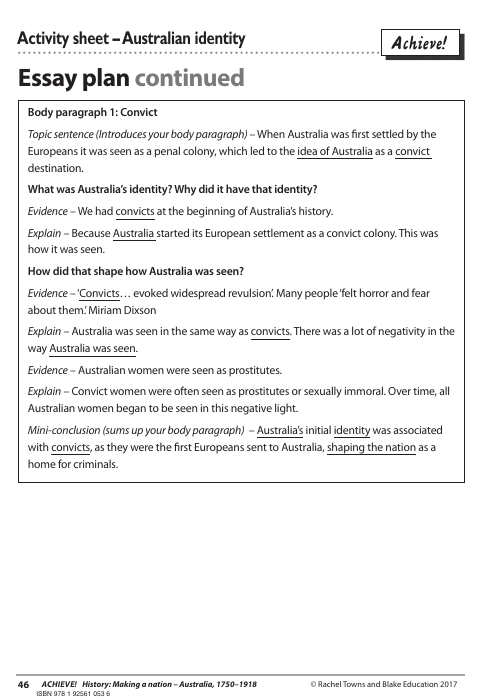 Activity sheet – Australian identity
Achieve!
Essay plan continued
Body paragraph 1: Convict
Topic sentence (Introduces your body paragraph) – When Australia was first settled by the
Europeans it was seen as a penal colony, which led to the idea of Australia as a convict
destination.
What was Australia's identity? Why did it have that identity?
Evidence – We had convicts at the beginning of Australia's history.
Explain – Because Australia started its European settlement as a convict colony. This was
how it was seen.
How did that shape how Australia was seen?
Evidence – 'Convicts… evoked widespread revulsion'. Many people 'felt horror and fear
about them.' Miriam Dixson
Explain – Australia was seen in the same way as convicts. There was a lot of negativity in the
way Australia was seen.
Evidence – Australian women were seen as prostitutes.
Explain – Convict women were often seen as prostitutes or sexually immoral. Over time, all
Australian women began to be seen in this negative light.
Mini-conclusion (sums up your body paragraph) – Australia's initial identity was associated
with convicts, as they were the first Europeans sent to Australia, shaping the nation as a
home for criminals.
46 ACHIEVE! History: Making a nation – Australia, 1750–1918 © Rachel Towns and Blake Education 2017
ISBN 978 1 92561 053 6